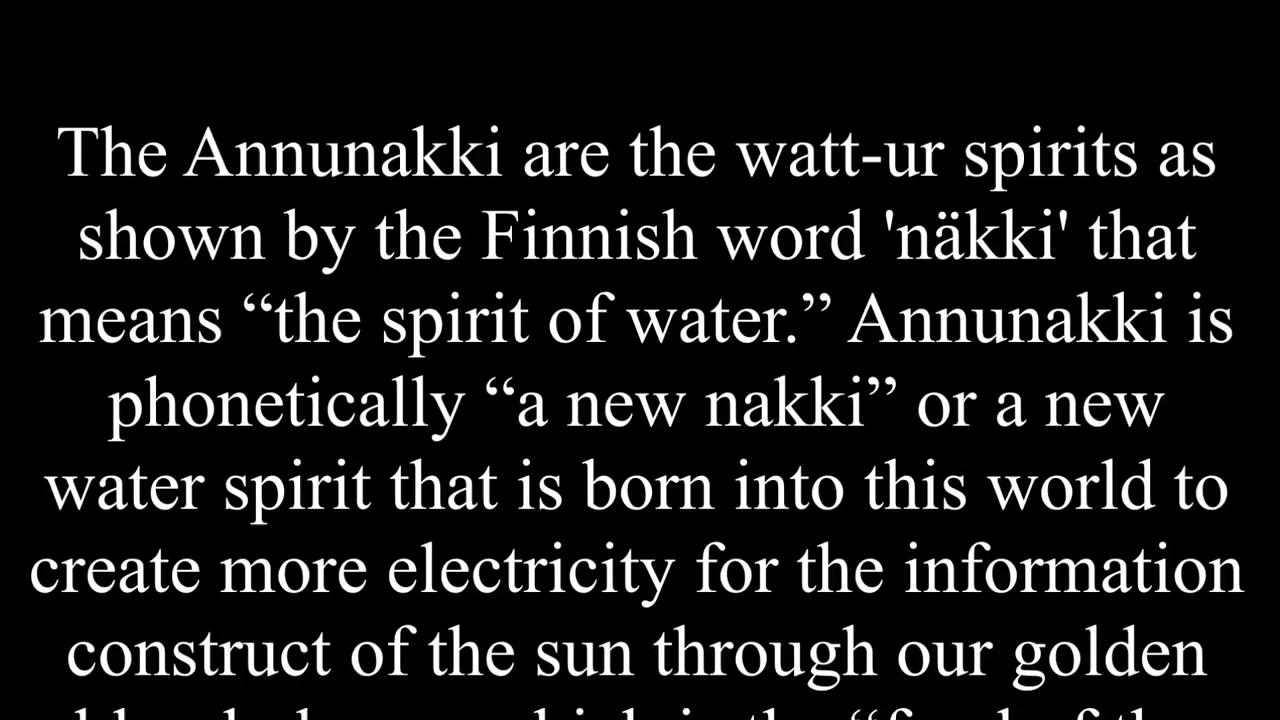 The Annunakki are the watt-ur spirits as
shown by the Finnish word 'näkki' that
means “the spirit of water.” Annunakki is
phonetically “a new nakki” or a new
water spirit that is born into this world to
create more electricity for the information
construct of the sun through our golden